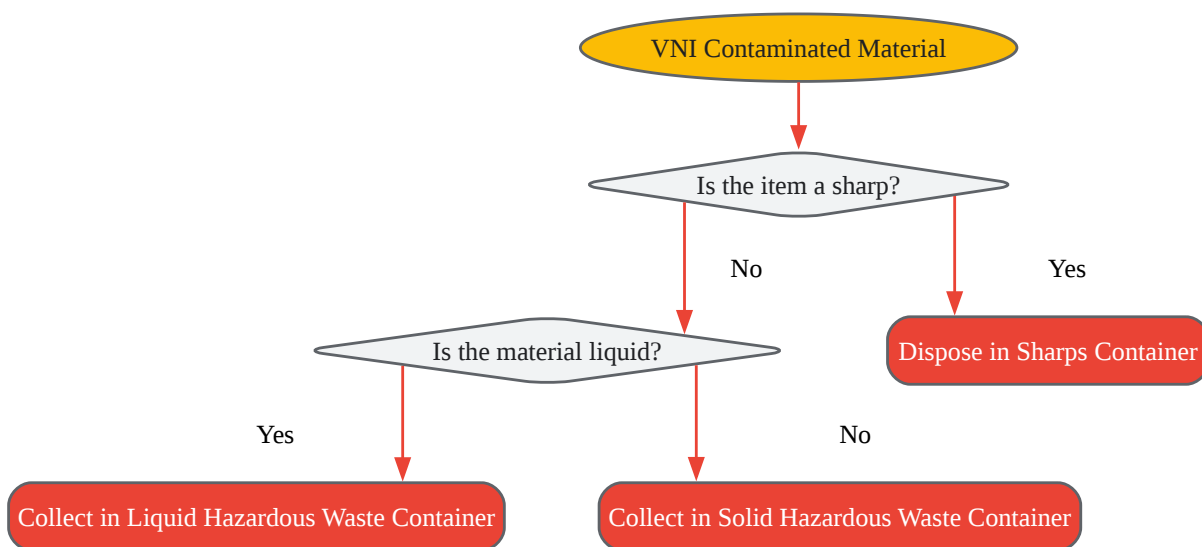 VNI Contaminated Material
Is the item a sharp?
No
Yes
Is the material liquid?
Dispose in Sharps Container
Yes
No
Collect in Liquid Hazardous Waste Container
Collect in Solid Hazardous Waste Container